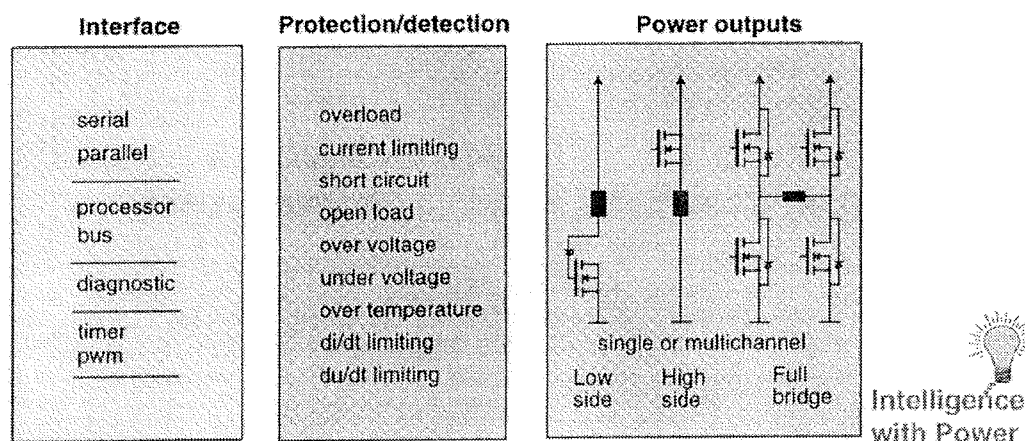 Interface
serial
parallel
processor
bus
diagnostic
timer
pwm
Protection/detection
overload
current limiting
short circuit
open load
over voltage
under voltage
over temperature
di/dt limiting
du/dt limiting
Power outputs
single or multichannel
Low side
High side
Full bridge
Intelligence
with Power